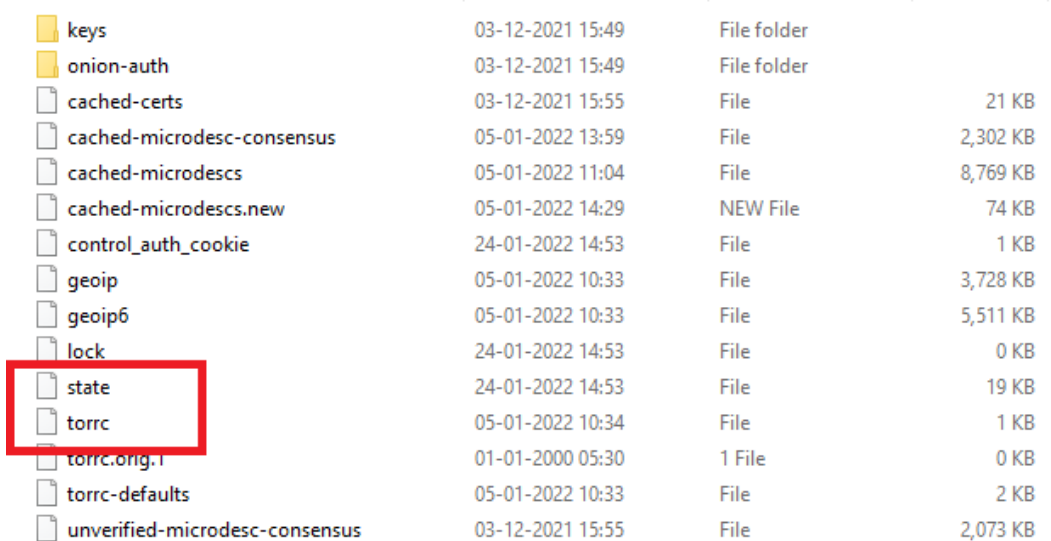 keys 03-12-2021 15:49 File folder
onion-auth 03-12-2021 15:49 File folder
cached-certs 03-12-2021 15:55 File 21 KB
cached-microdesc-consensus 05-01-2022 13:59 File 2,302 KB
cached-microdescs 05-01-2022 11:04 File 8,769 KB
cached-microdescs.new 05-01-2022 14:29 NEW File 74 KB
control_auth_cookie 24-01-2022 14:53 File 1 KB
geoip 05-01-2022 10:33 File 3,728 KB
geoip6 05-01-2022 10:33 File 5,511 KB
lock 24-01-2022 14:53 File 0 KB
state 24-01-2022 14:53 File 19 KB
torrc 05-01-2022 10:34 File 1 KB
torrc.orig.1 01-01-2000 05:30 1 File 0 KB
torrc-defaults 05-01-2022 10:33 File 2 KB
unverified-microdesc-consensus 03-12-2021 15:55 File 2,073 KB